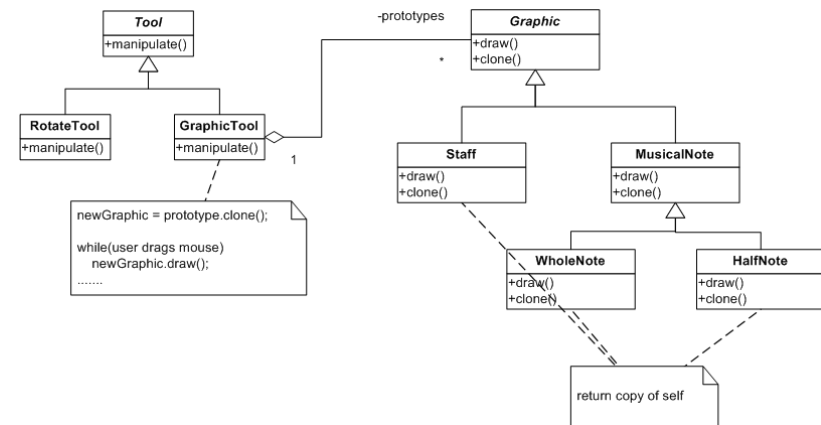 Tool
+manipulate()
RotateTool
+manipulate()
GraphicTool
+manipulate()
1
-prototypes
*
newGraphic = prototype.clone();
while(user drags mouse)
newGraphic.draw();
.......
Graphic
+draw()
+clone()
Staff
+draw()
+clone()
MusicalNote
+draw()
+clone()
WholeNote
+draw()
+clone()
HalfNote
+draw()
+clone()
return copy of self